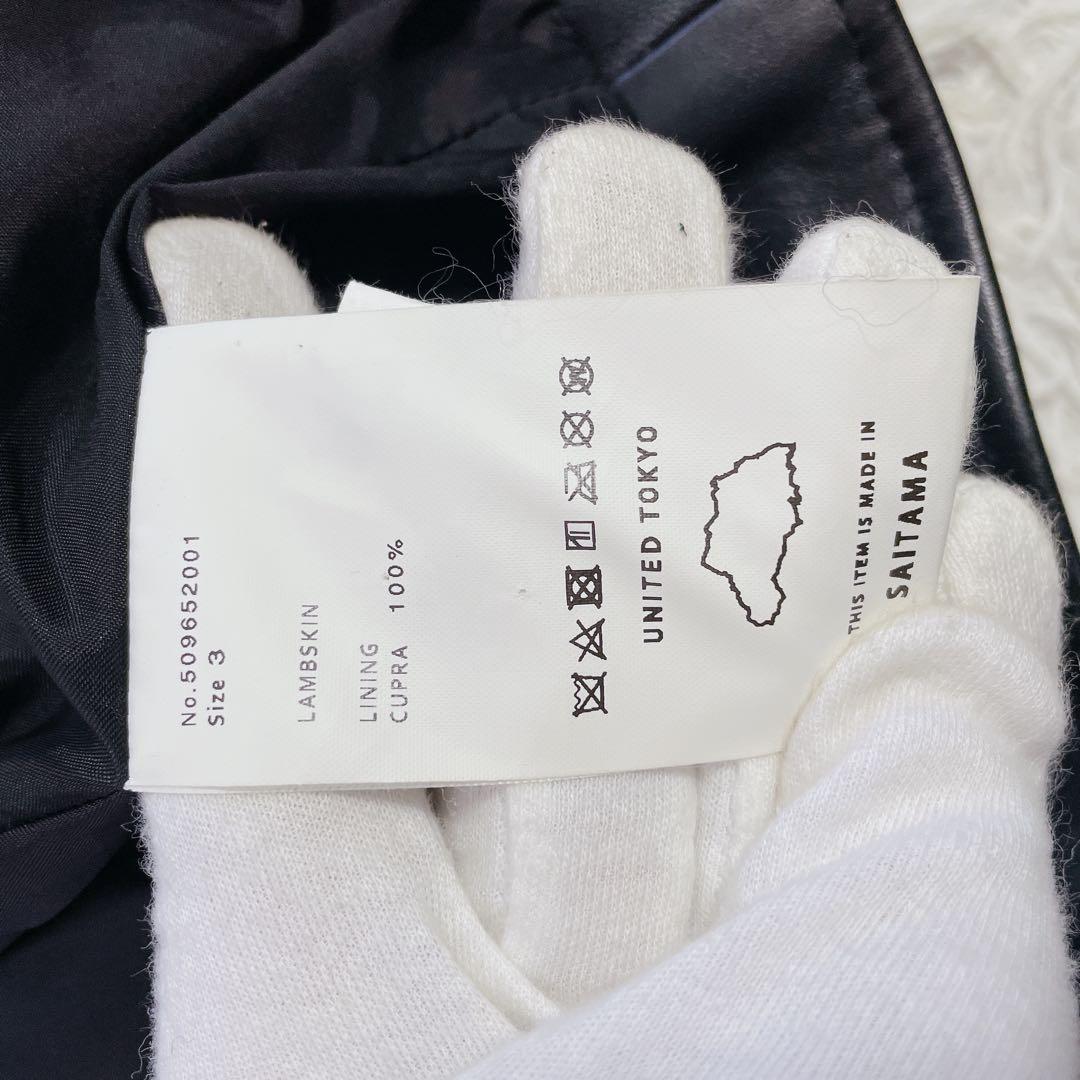 No.509652001
Size 3
LAMBSKIN
LINING
CUPRA 100%
UNITED TOKYO
THIS ITEM IS MADE IN
SAITAMA